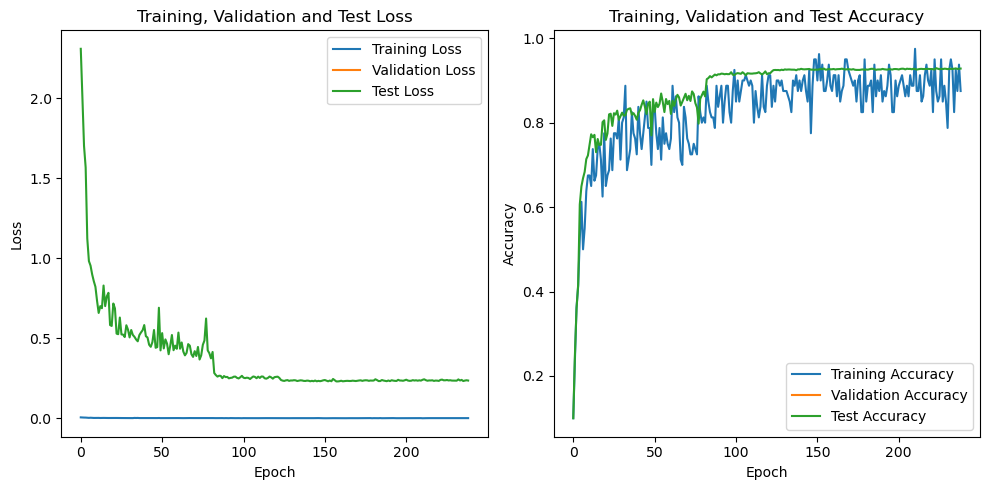 Training, Validation and Test Loss
Training Loss
Validation Loss
Test Loss
2.0
1.5
1.0
0.5
0.0
Loss
0
50
100
150
200
Epoch
Training, Validation and Test Accuracy
1.0
0.8
0.6
0.4
0.2
Accuracy
Training Accuracy
Validation Accuracy
Test Accuracy
0
50
100
150
200
Epoch